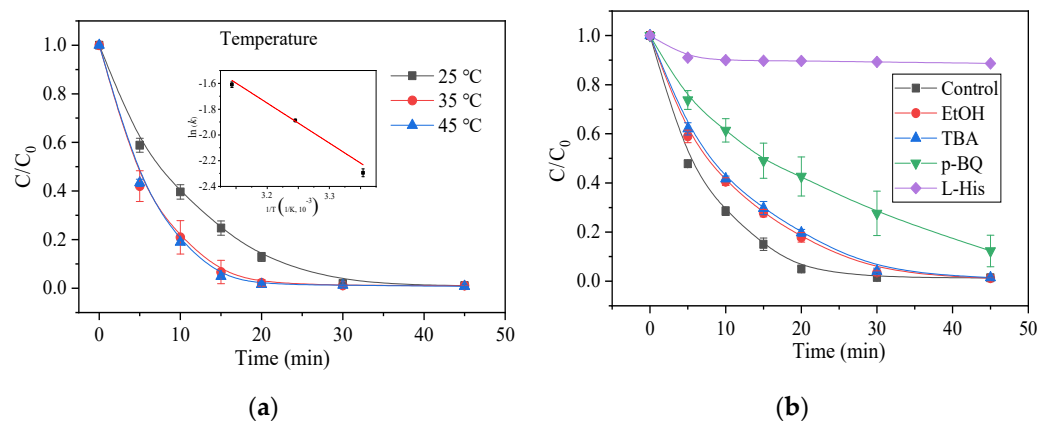 Temperature
25 ℃
35 ℃
45 ℃
C/C0
1.0
0.8
0.6
0.4
0.2
0.0
0 10 20 30 40 50
Time (min)
ln (k)
-1.6
-1.8
-2.0
-2.2
-2.4
3.2 3.3
1/T (1/K, 10⁻³)
(a)
C/C0
1.0
0.8
0.6
0.4
0.2
0.0
Control
EtOH
TBA
p-BQ
L-His
0 10 20 30 40 50
Time (min)
(b)